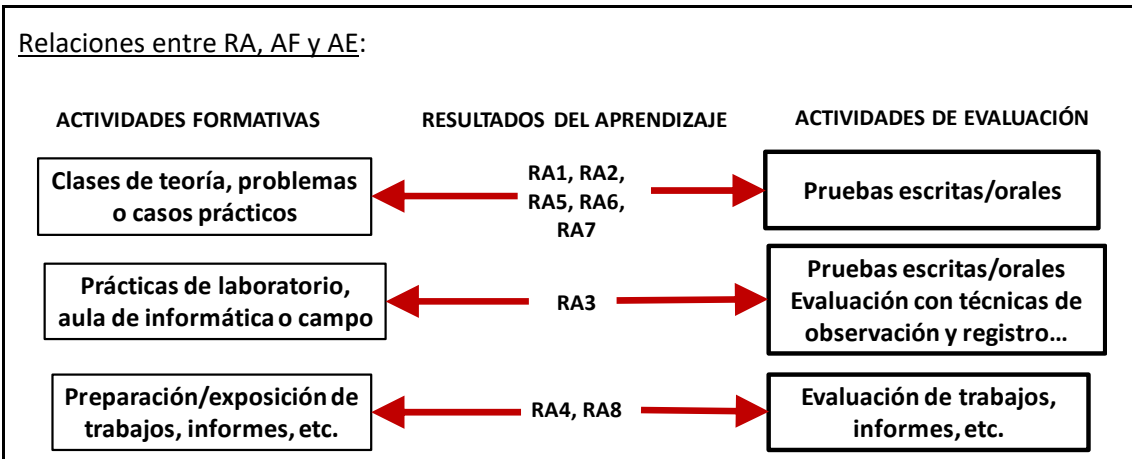 Relaciones entre RA, AF y AE:
ACTIVIDADES FORMATIVAS
RESULTADOS DEL APRENDIZAJE
ACTIVIDADES DE EVALUACIÓN
Clases de teoría, problemas
o casos prácticos
RA1, RA2,
RA5, RA6,
RA7
Pruebas escritas/orales
Prácticas de laboratorio,
aula de informática o campo
RA3
Pruebas escritas/orales
Evaluación con técnicas de
observación y registro…
Preparación/exposición de
trabajos, informes, etc.
RA4, RA8
Evaluación de trabajos,
informes, etc.